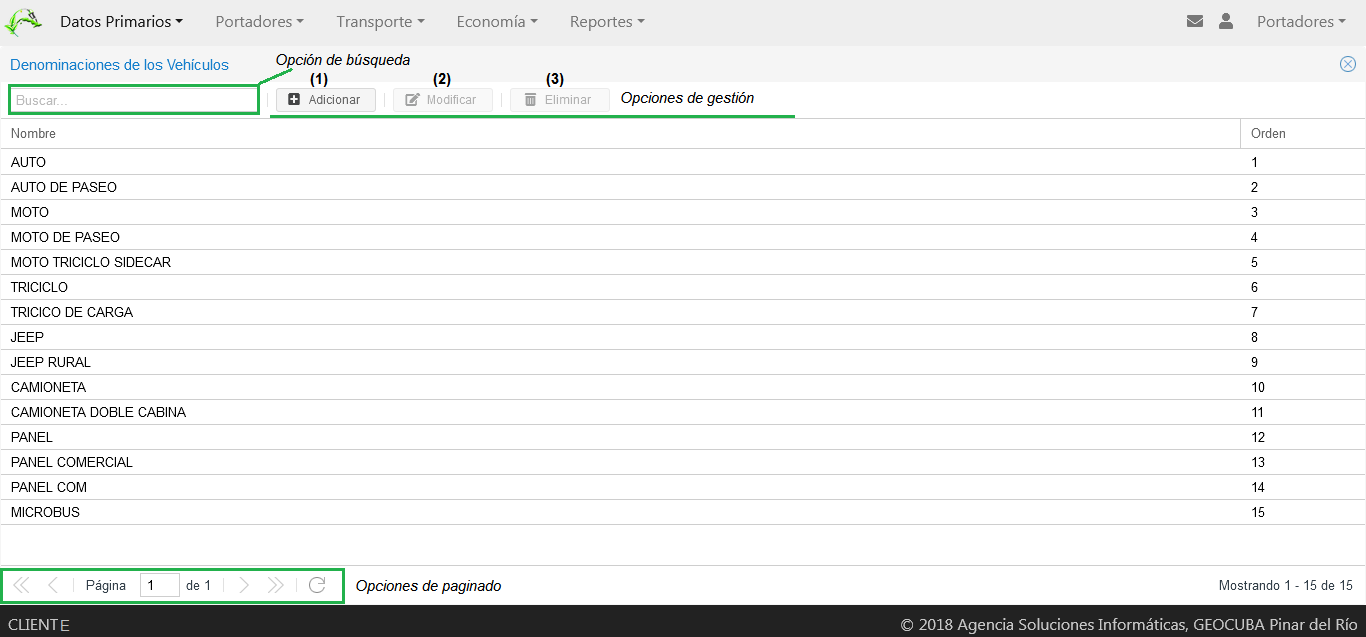 Datos Primarios Portadores Transporte Economía Reportes Portadores
Denominaciones de los Vehículos
Opción de búsqueda
(1) (2) (3)
Buscar... Adicionar Modificar Eliminar Opciones de gestión
Nombre Orden
AUTO 1
AUTO DE PASEO 2
MOTO 3
MOTO DE PASEO 4
MOTO TRICICLO SIDECAR 5
TRICICLO 6
TRICICO DE CARGA 7
JEEP 8
JEEP RURAL 9
CAMIONETA 10
CAMIONETA DOBLE CABINA 11
PANEL 12
PANEL COMERCIAL 13
PANEL COM 14
MICROBUS 15
Página 1 de 1 Opciones de paginado Mostrando 1 - 15 de 15
CLIENTE © 2018 Agencia Soluciones Informáticas, GEOCUBA Pinar del Río